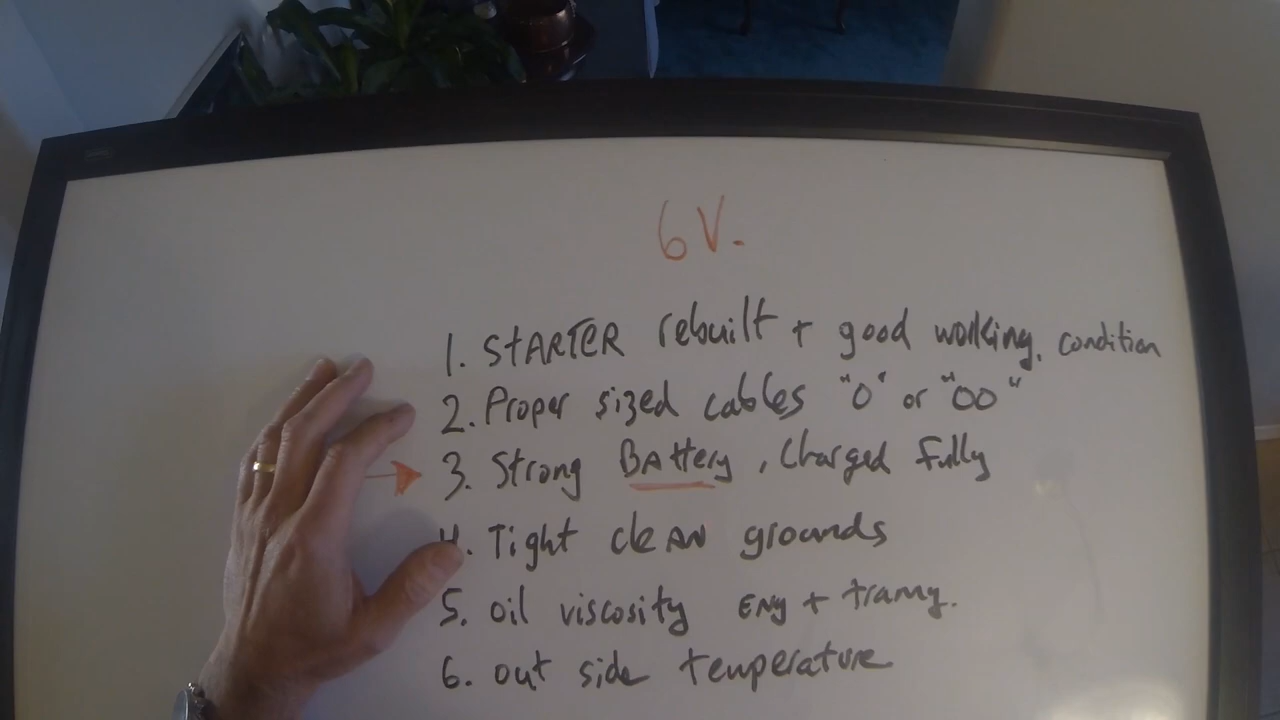 6V.
1. STARTER rebuilt + good working. condition
2. Proper sized cables "0" or "00"
3. Strong BAttery, Charged fully
4. Tight cleAN grounds
5. oil viscosity ENg + tranny.
6. out side temperature